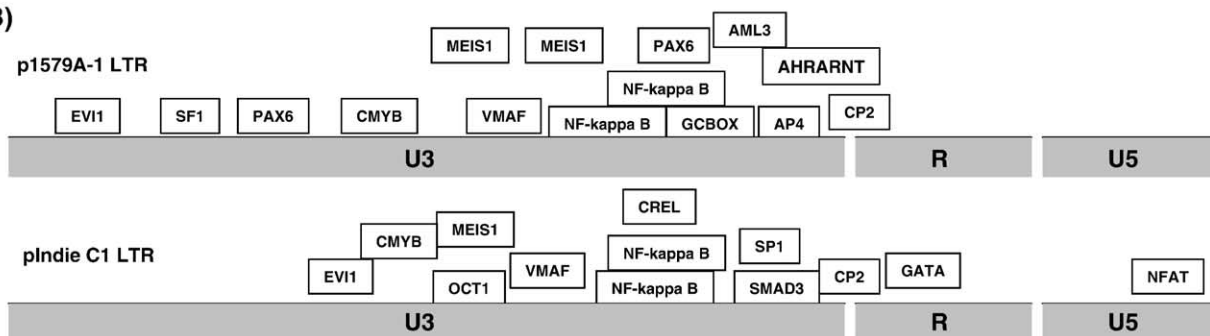 )
AML3
MEIS1 MEIS1 PAX6
p1579A-1 LTR AHRARNT
NF-kappa B
EVI1 SF1 PAX6 CMYB VMAF NF-kappa B GCBOX AP4 CP2
U3 R U5
CREL
MEIS1
CMYB SP1
pIndie C1 LTR NF-kappa B
EVI1 VMAF CP2 GATA NFAT
OCT1 NF-kappa B SMAD3
U3 R U5